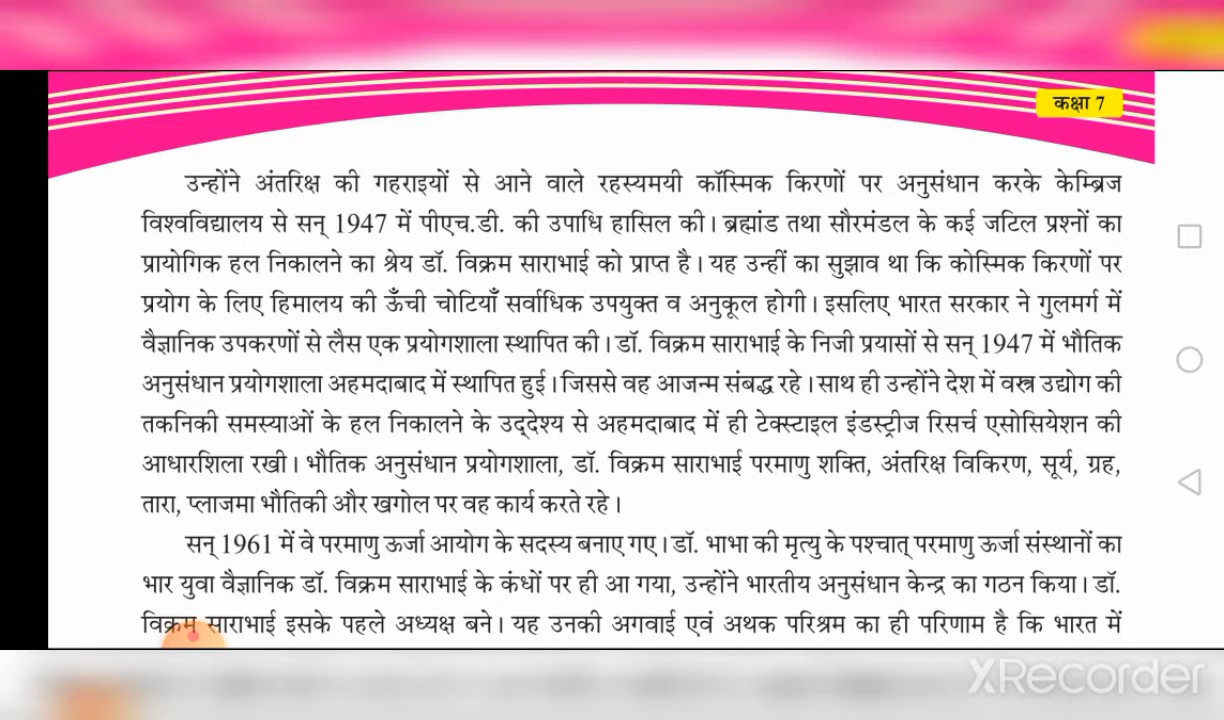 कक्षा 7
उन्होंने अंतरिक्ष की गहराइयों से आने वाले रहस्यमयी कॉस्मिक किरणों पर अनुसंधान करके केम्ब्रिज
विश्वविद्यालय से सन् 1947 में पीएच.डी. की उपाधि हासिल की। ब्रह्मांड तथा सौरमंडल के कई जटिल प्रश्नों का
प्रायोगिक हल निकालने का श्रेय डॉ. विक्रम साराभाई को प्राप्त है। यह उन्हीं का सुझाव था कि कोस्मिक किरणों पर
प्रयोग के लिए हिमालय की ऊँची चोटियाँ सर्वाधिक उपयुक्त व अनुकूल होगी। इसलिए भारत सरकार ने गुलमर्ग में
वैज्ञानिक उपकरणों से लैस एक प्रयोगशाला स्थापित की। डॉ. विक्रम साराभाई के निजी प्रयासों से सन् 1947 में भौतिक
अनुसंधान प्रयोगशाला अहमदाबाद में स्थापित हुई। जिससे वह आजन्म संबद्ध रहे। साथ ही उन्होंने देश में वस्त्र उद्योग की
तकनिकी समस्याओं के हल निकालने के उद्‌देश्य से अहमदाबाद में ही टेक्स्टाइल इंडस्ट्रीज रिसर्च एसोसियेशन की
आधारशिला रखी। भौतिक अनुसंधान प्रयोगशाला, डॉ. विक्रम साराभाई परमाणु शक्ति, अंतरिक्ष विकिरण, सूर्य, ग्रह,
तारा, प्लाजमा भौतिकी और खगोल पर वह कार्य करते रहे।
सन् 1961 में वे परमाणु ऊर्जा आयोग के सदस्य बनाए गए। डॉ. भाभा की मृत्यु के पश्चात् परमाणु ऊर्जा संस्थानों का
भार युवा वैज्ञानिक डॉ. विक्रम साराभाई के कंधों पर ही आ गया, उन्होंने भारतीय अनुसंधान केन्द्र का गठन किया। डॉ.
विक्रम साराभाई इसके पहले अध्यक्ष बने। यह उनकी अगवाई एवं अथक परिश्रम का ही परिणाम है कि भारत में
XRecorder